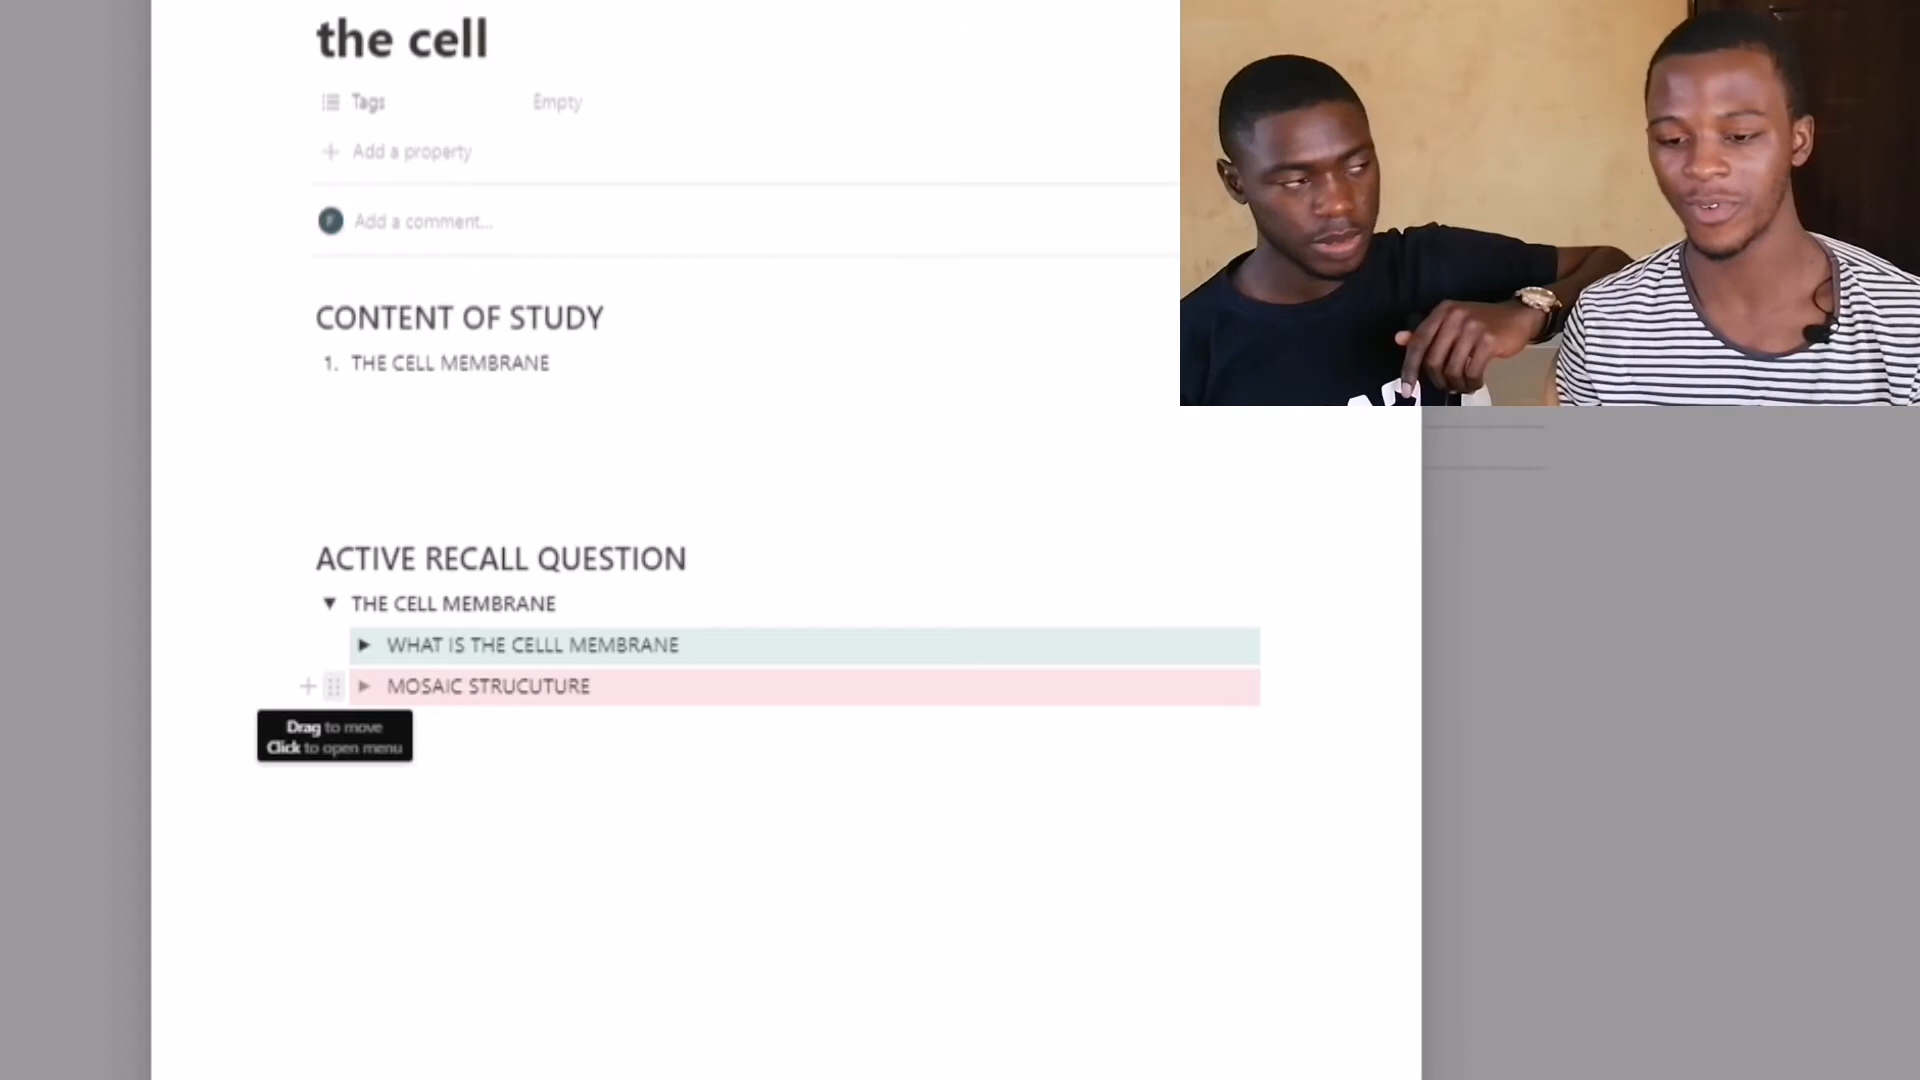 the cell
Tags Empty
Add a property
Add a comment...
CONTENT OF STUDY
1. THE CELL MEMBRANE
ACTIVE RECALL QUESTION
THE CELL MEMBRANE
WHAT IS THE CELLL MEMBRANE
MOSAIC STRUCUTURE
Drag to move
Click to open menu